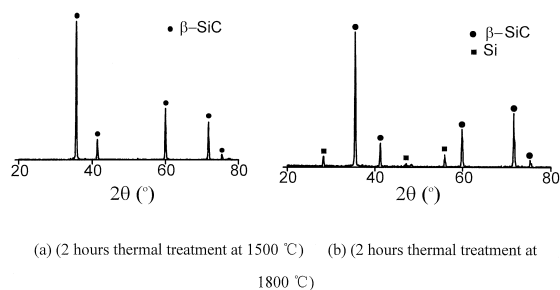 β−SiC
20 40 60 80
2θ (°)
β−SiC
Si
20 40 60 80
2θ (°)
(a) (2 hours thermal treatment at 1500 ℃) (b) (2 hours thermal treatment at
1800 ℃)